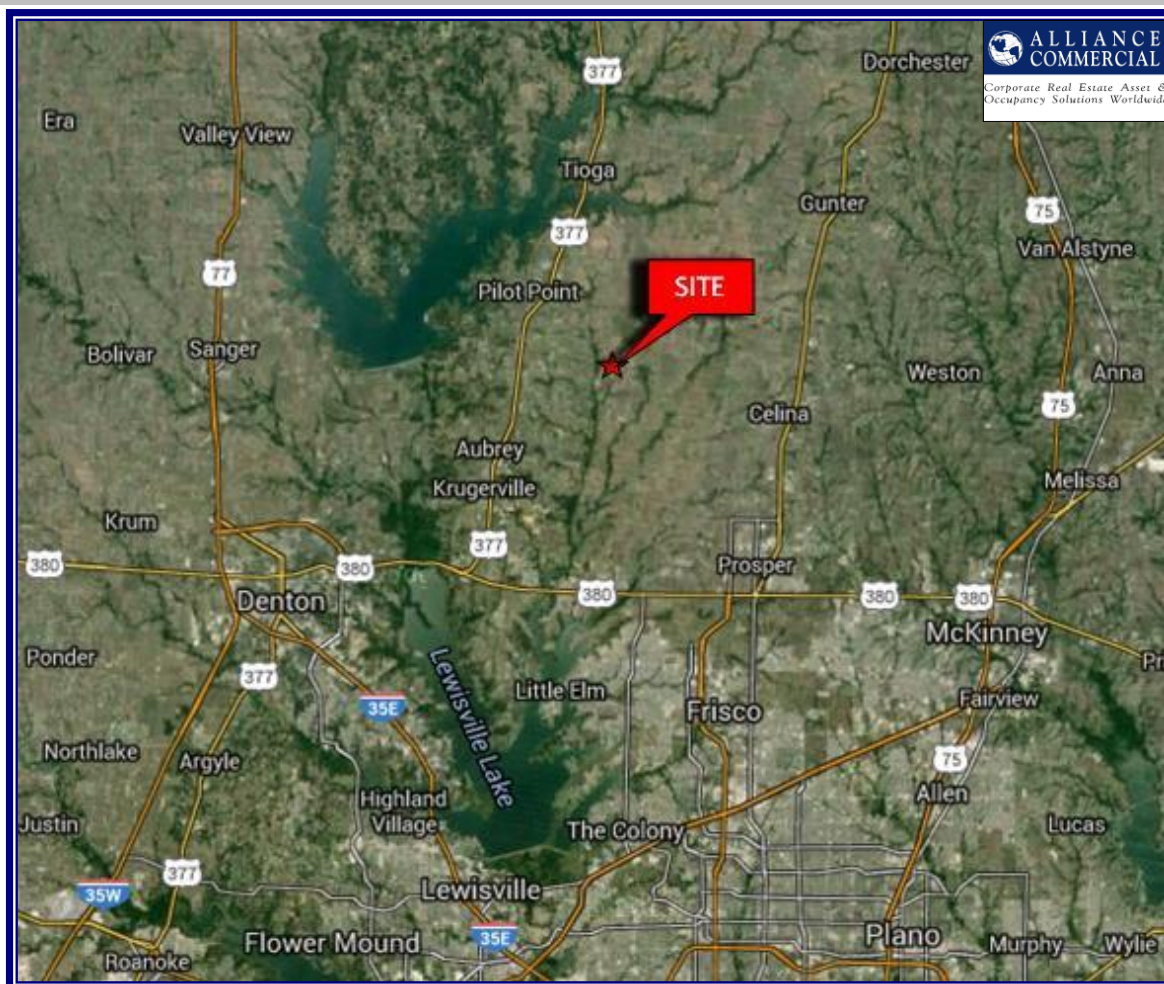 ALLIANCE
COMMERCIAL
Corporate Real Estate Asset &
Occupancy Solutions Worldwid
377
Dorchester
Era
Valley View
Tioga
Gunter
75
377
Van Alstyne
77
SITE
Pilot Point
Bolivar
Sanger
Weston
Anna
75
Celina
Aubrey
Krugerville
Melissa
Krum
377
380
380
Prosper
380
380
380
Denton
McKinney
Ponder
377
Lewisville Lake
Little Elm
Fairview
35E
Frisco
Northlake
Argyle
75
Highland
Village
Allen
Justin
The Colony
Lucas
377
35W
Lewisville
35E
Flower Mound
Plano
Murphy
Wylie
Roanoke